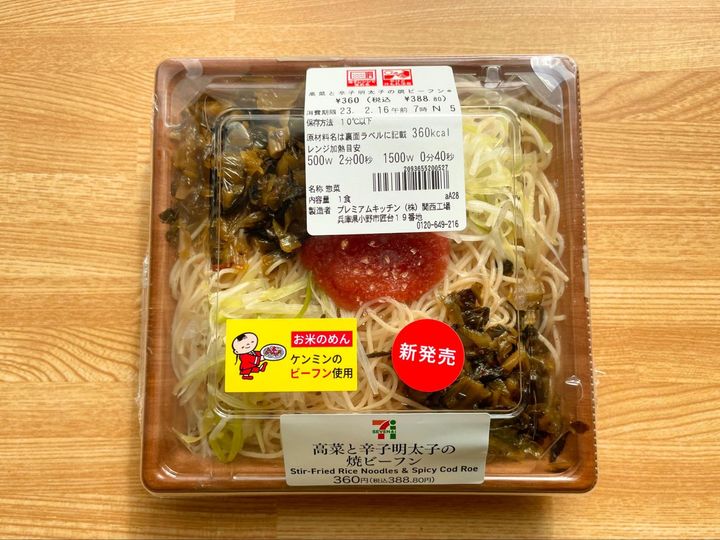 高菜と辛子明太子の焼ビーフン
¥360 (税込 ¥388.80)
消費期限 23. 2.16午前 7時 N 5
保存方法 10℃以下
原材料名は裏面ラベルに記載 360kcal
レンジ加熱目安
500W 2分00秒 1500W 0分40秒
2093655200527
名称 惣菜
内容量 1食 aA28
製造者 プレミアムキッチン(株)関西工場
兵庫県小野市匠台19番地
0120-649-216
お米のめん
ケンミンの
ビーフン使用
新発売
7
高菜と辛子明太子の
焼ビーフン
Stir-Fried Rice Noodles & Spicy Cod Roe
360円(税込388.80円)